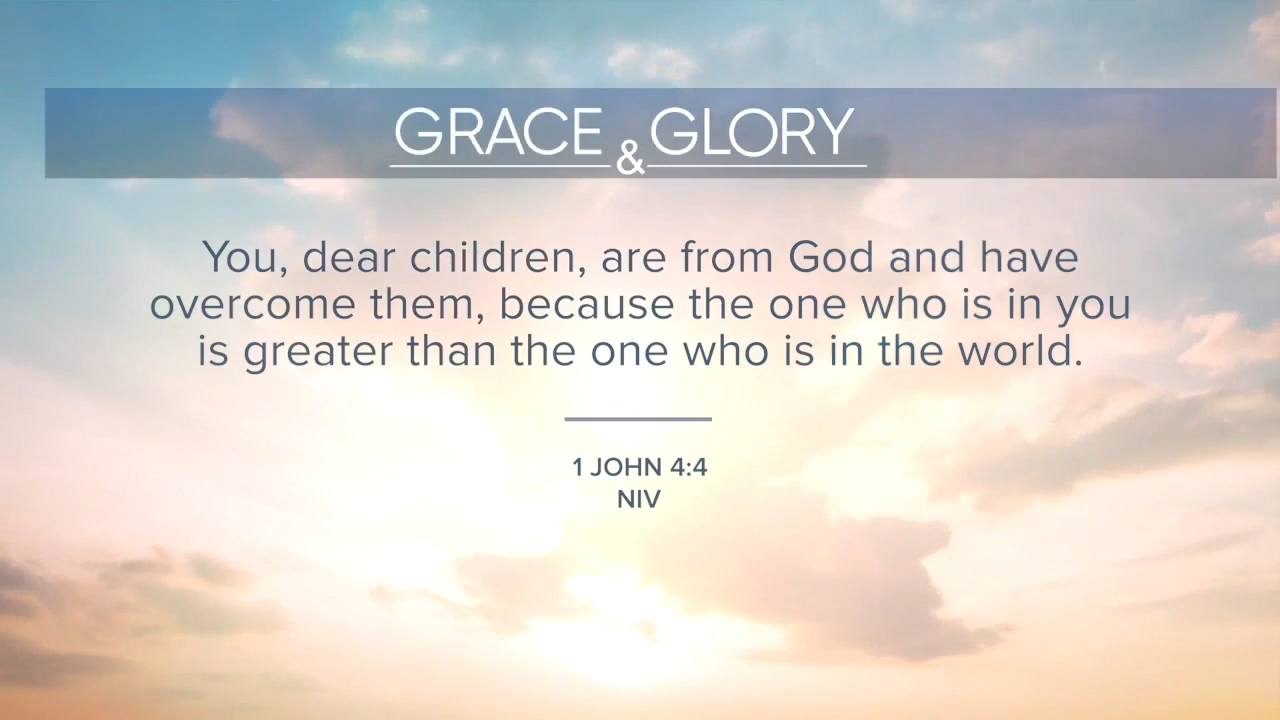 GRACE & GLORY
You, dear children, are from God and have
overcome them, because the one who is in you
is greater than the one who is in the world.
1 JOHN 4:4
NIV